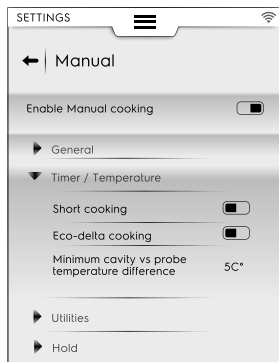 SETTINGS
Manual
Enable Manual cooking
General
Timer / Temperature
Short cooking
Eco-delta cooking
Minimum cavity vs probe
temperature difference
5C°
Utilities
Hold